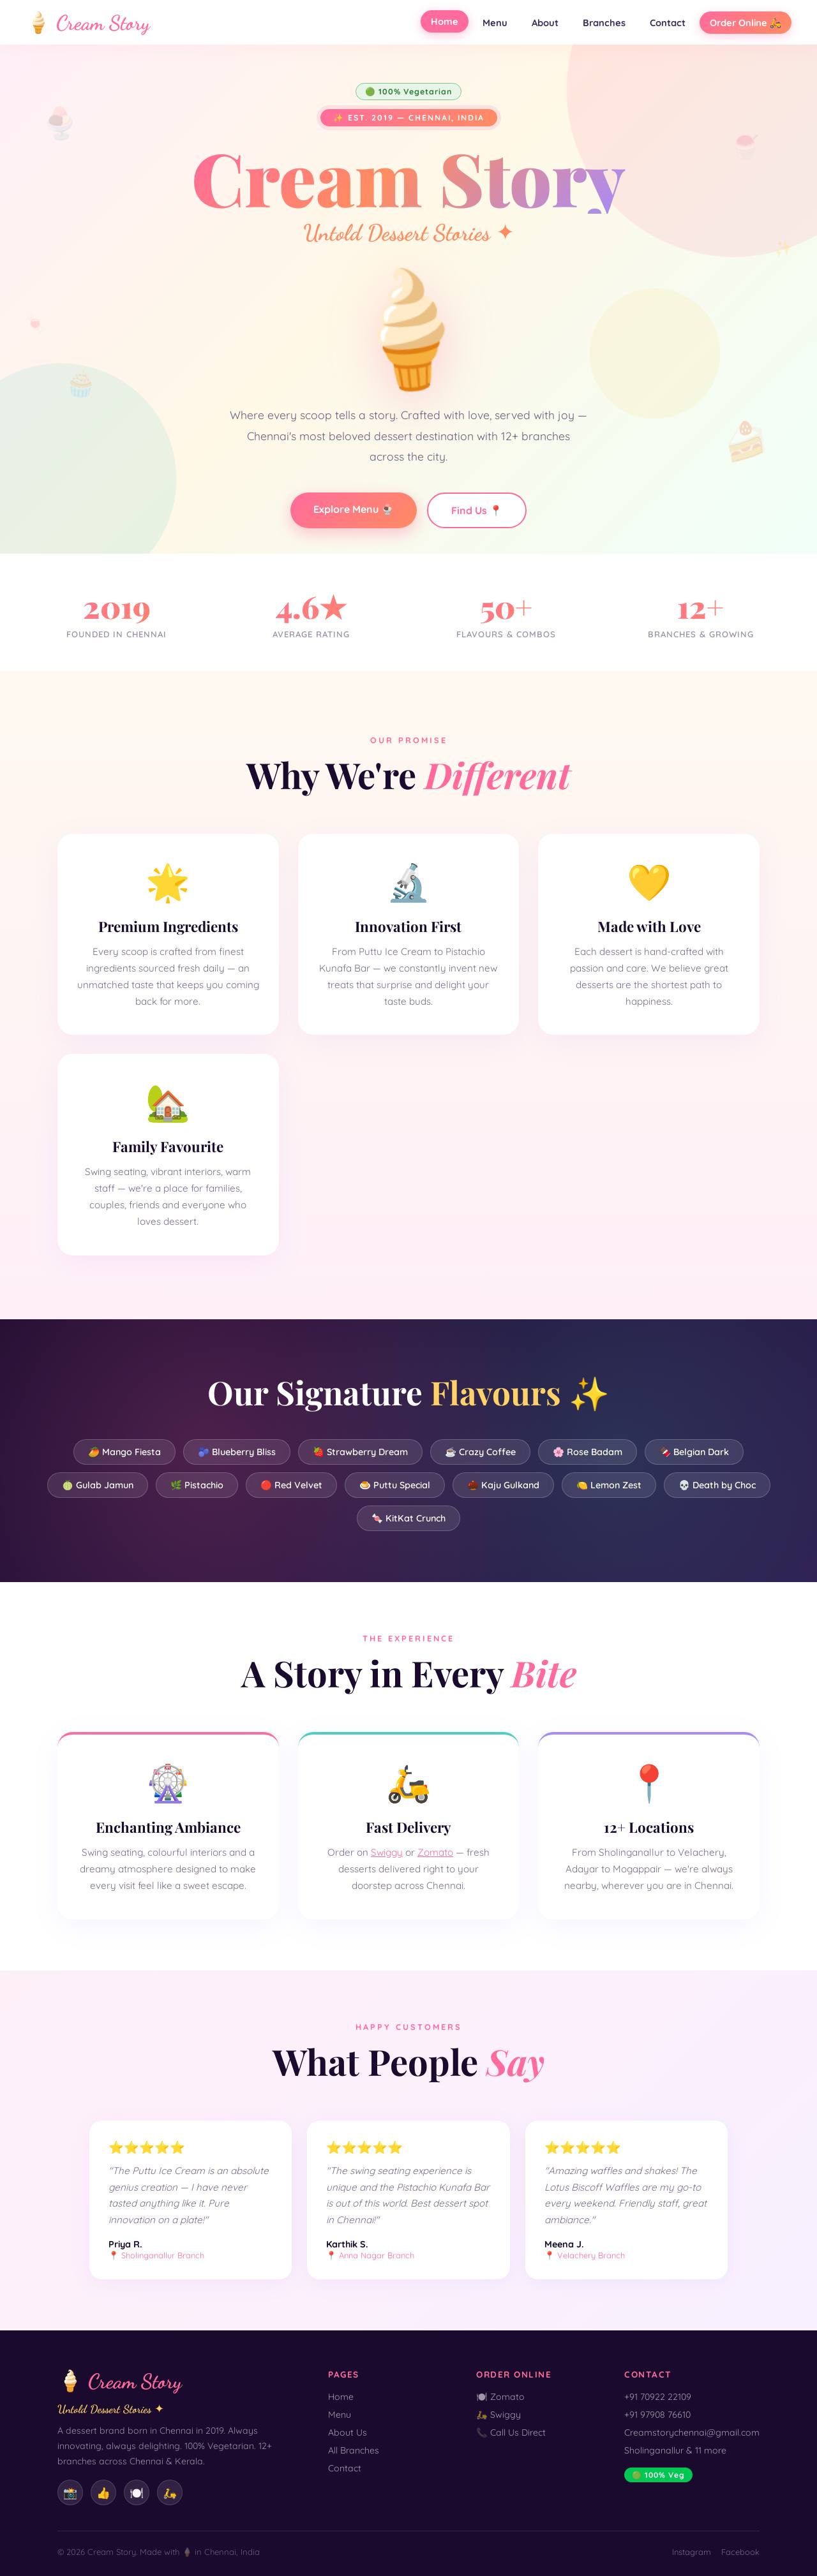 Cream Story
Home Menu About Branches Contact Order Online 🛵
🟢 100% Vegetarian
✨ EST. 2019 — CHENNAI, INDIA
Cream Story
Untold Dessert Stories ✦
Where every scoop tells a story. Crafted with love, served with joy —
Chennai's most beloved dessert destination with 12+ branches
across the city.
Explore Menu 🍨 Find Us 📍
2019 4.6★ 50+ 12+
FOUNDED IN CHENNAI AVERAGE RATING FLAVOURS & COMBOS BRANCHES & GROWING
OUR PROMISE
Why We're Different
Premium Ingredients
Every scoop is crafted from finest
ingredients sourced fresh daily — an
unmatched taste that keeps you coming
back for more.
Innovation First
From Puttu Ice Cream to Pistachio
Kunafa Bar — we constantly invent new
treats that surprise and delight your
taste buds.
Made with Love
Each dessert is hand-crafted with
passion and care. We believe great
desserts are the shortest path to
happiness.
Family Favourite
Swing seating, vibrant interiors, warm
staff — we're a place for families,
couples, friends and everyone who
loves dessert.
Our Signature Flavours ✨
🥭 Mango Fiesta 🫐 Blueberry Bliss 🍓 Strawberry Dream ☕ Crazy Coffee 🌸 Rose Badam 🍫 Belgian Dark
🍈 Gulab Jamun 🌿 Pistachio 🔴 Red Velvet 🍮 Puttu Special 🌰 Kaju Gulkand 🍋 Lemon Zest 💀 Death by Choc
🍬 KitKat Crunch
THE EXPERIENCE
A Story in Every Bite
Enchanting Ambiance
Swing seating, colourful interiors and a
dreamy atmosphere designed to make
every visit feel like a sweet escape.
Fast Delivery
Order on Swiggy or Zomato — fresh
desserts delivered right to your
doorstep across Chennai.
12+ Locations
From Sholinganallur to Velachery,
Adayar to Mogappair — we're always
nearby, wherever you are in Chennai.
HAPPY CUSTOMERS
What People Say
⭐⭐⭐⭐⭐
"The Puttu Ice Cream is an absolute
genius creation — I have never
tasted anything like it. Pure
innovation on a plate!"
Priya R.
📍 Sholinganallur Branch
⭐⭐⭐⭐⭐
"The swing seating experience is
unique and the Pistachio Kunafa Bar
is out of this world. Best dessert spot
in Chennai!"
Karthik S.
📍 Anna Nagar Branch
⭐⭐⭐⭐⭐
"Amazing waffles and shakes! The
Lotus Biscoff Waffles are my go-to
every weekend. Friendly staff, great
ambiance."
Meena J.
📍 Velachery Branch
Cream Story
Untold Dessert Stories ✦
A dessert brand born in Chennai in 2019. Always
innovating, always delighting. 100% Vegetarian. 12+
branches across Chennai & Kerala.
PAGES
Home
Menu
About Us
All Branches
Contact
ORDER ONLINE
🍽️ Zomato
🛵 Swiggy
📞 Call Us Direct
CONTACT
+91 70922 22109
+91 97908 76610
Creamstorychennai@gmail.com
Sholinganallur & 11 more
🟢 100% Veg
© 2026 Cream Story. Made with 🍦 in Chennai, India
Instagram Facebook